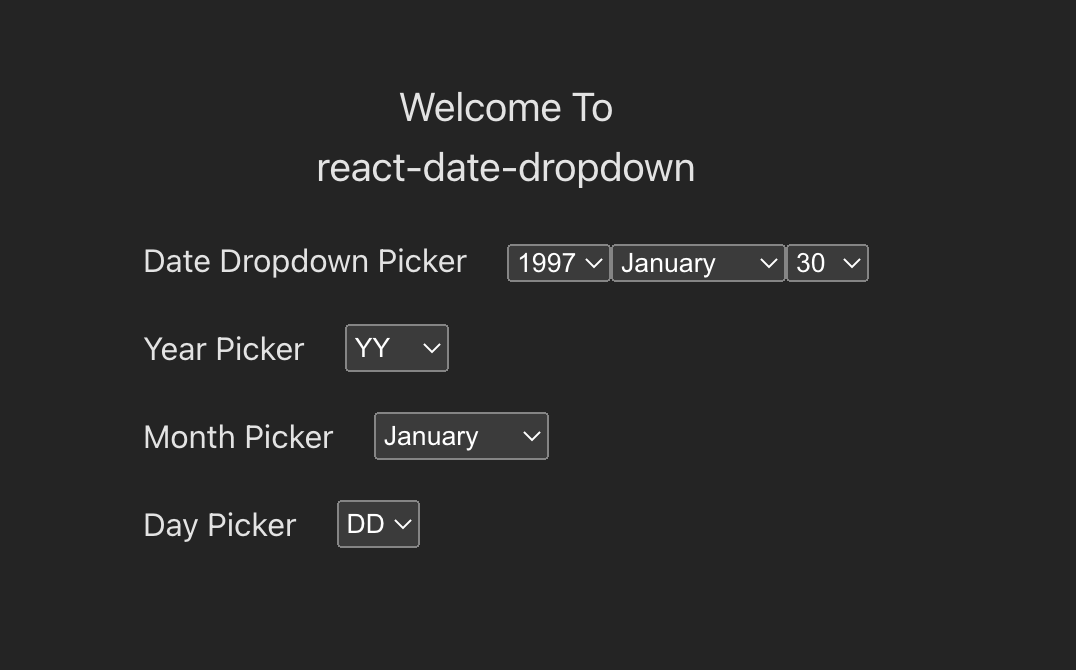 Welcome To
react-date-dropdown
Date Dropdown Picker 1997 January 30
Year Picker YY
Month Picker January
Day Picker DD